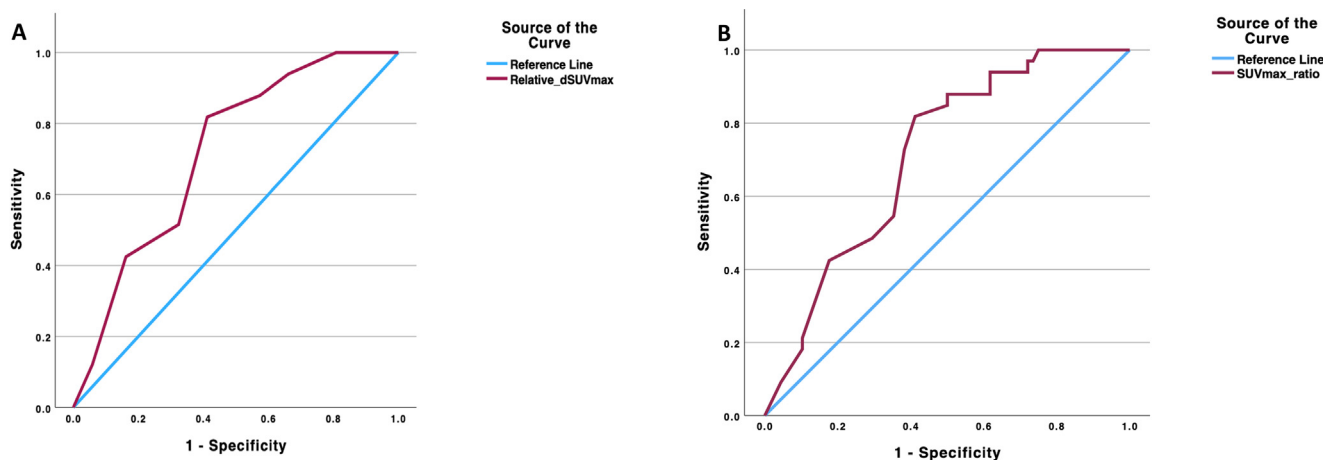 A
Source of the
Curve
Reference Line
Relative_dSUVmax
1.0
0.8
0.6
0.4
0.2
0.0
Sensitivity
0.0 0.2 0.4 0.6 0.8 1.0
1 - Specificity
B
Source of the
Curve
Reference Line
SUVmax_ratio
1.0
0.8
0.6
0.4
0.2
0.0
Sensitivity
0.0 0.2 0.4 0.6 0.8 1.0
1 - Specificity